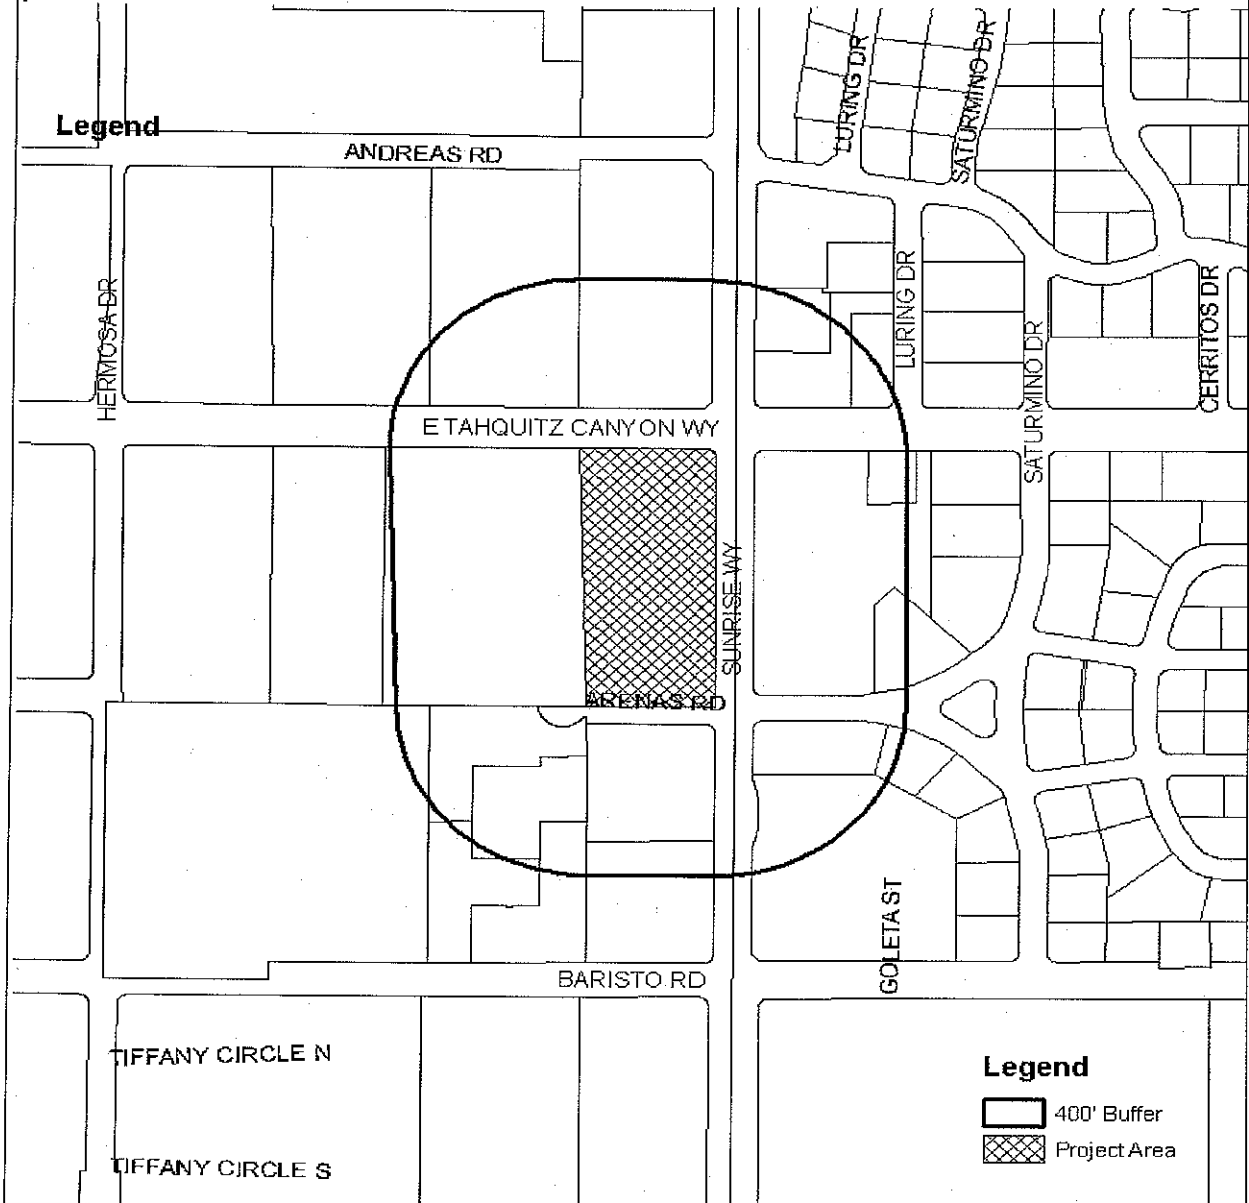 LURING DR
SATURMINO DR
Legend
ANDREAS RD
HERMOSA DR
LURING DR
SATURMINO DR
CERRITOS DR
E TAHQUITZ CANYON WY
SUNRISE WY
ARENAS RD
GOLETA ST
BARISTO RD
TIFFANY CIRCLE N
TIFFANY CIRCLE S
Legend
400' Buffer
Project Area